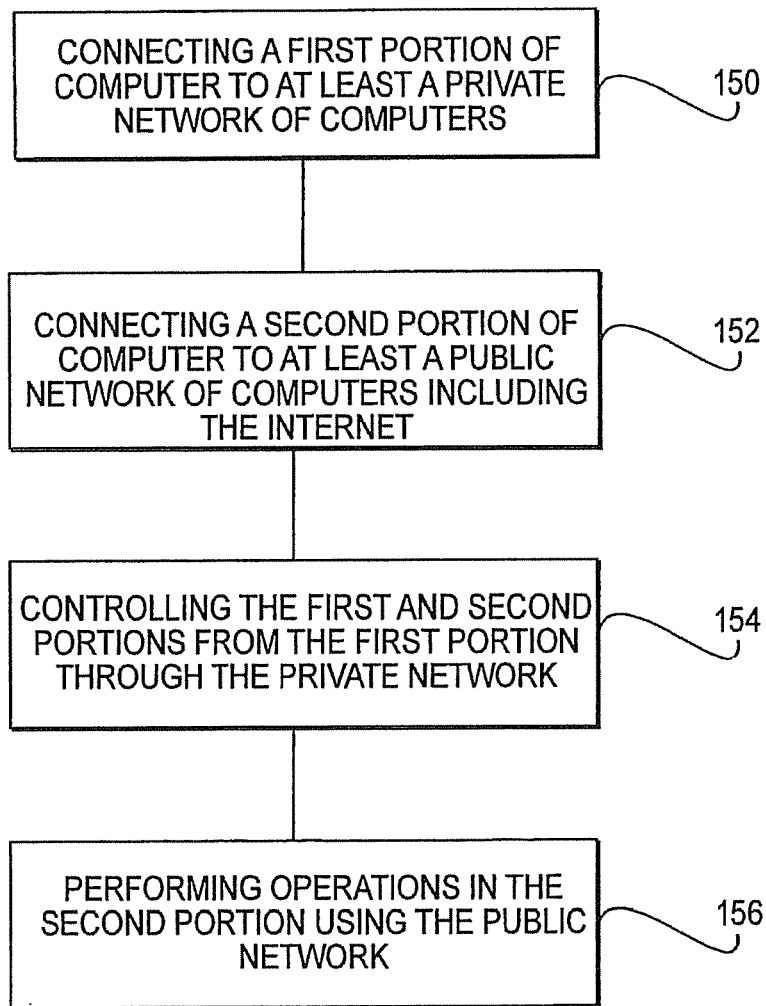 CONNECTING A FIRST PORTION OF
COMPUTER TO AT LEAST A PRIVATE
NETWORK OF COMPUTERS
150
CONNECTING A SECOND PORTION OF
COMPUTER TO AT LEAST A PUBLIC
NETWORK OF COMPUTERS INCLUDING
THE INTERNET
152
CONTROLLING THE FIRST AND SECOND
PORTIONS FROM THE FIRST PORTION
THROUGH THE PRIVATE NETWORK
154
PERFORMING OPERATIONS IN THE
SECOND PORTION USING THE PUBLIC
NETWORK
156